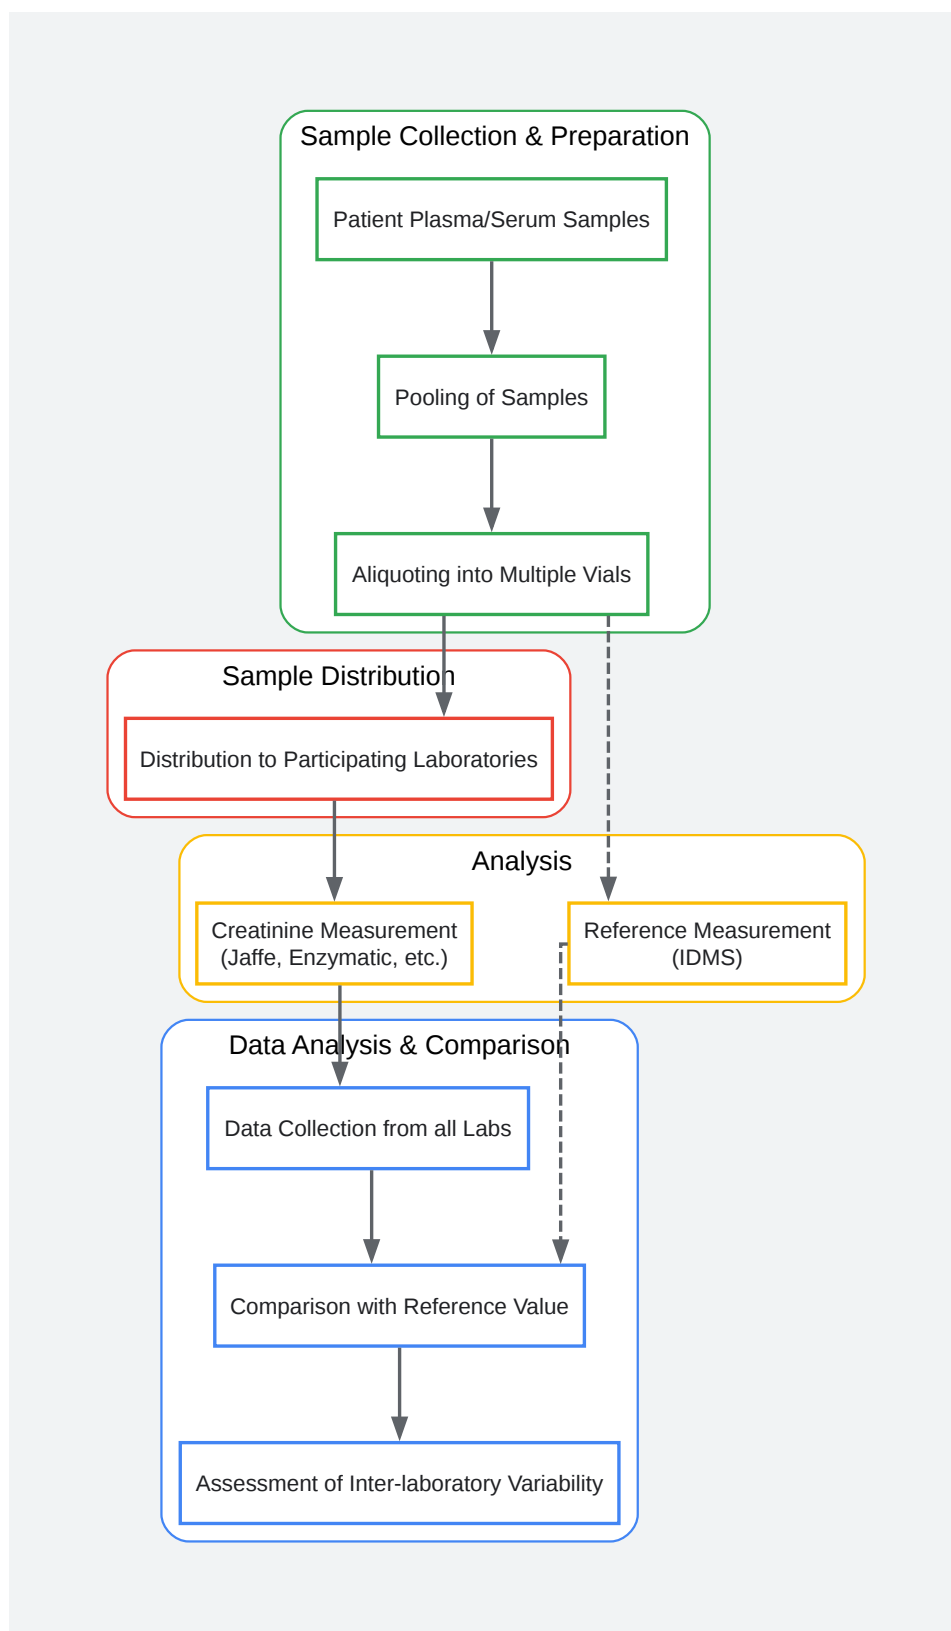 Sample Collection & Preparation
Patient Plasma/Serum Samples
Pooling of Samples
Aliquoting into Multiple Vials
Sample Distribution
Distribution to Participating Laboratories
Analysis
Creatinine Measurement
(Jaffe, Enzymatic, etc.)
Reference Measurement
(IDMS)
Data Analysis & Comparison
Data Collection from all Labs
Comparison with Reference Value
Assessment of Inter-laboratory Variability